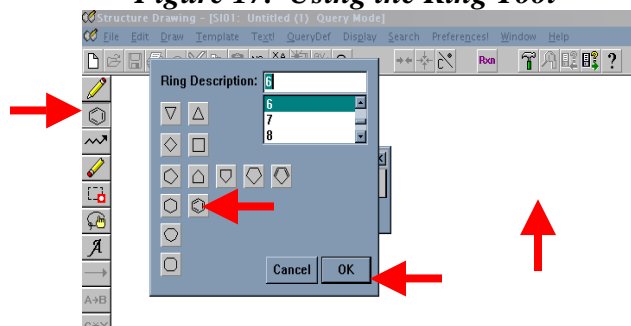 Figure 17. Using the Ring Tool
Structure Drawing - [SI01: Untitled (1) Query Mode]
File Edit Draw Template Text! QueryDef Display Search Preferences! Window Help
Rxn ?
Ring Description: 6
6
7
8
A
A→B
Cancel OK